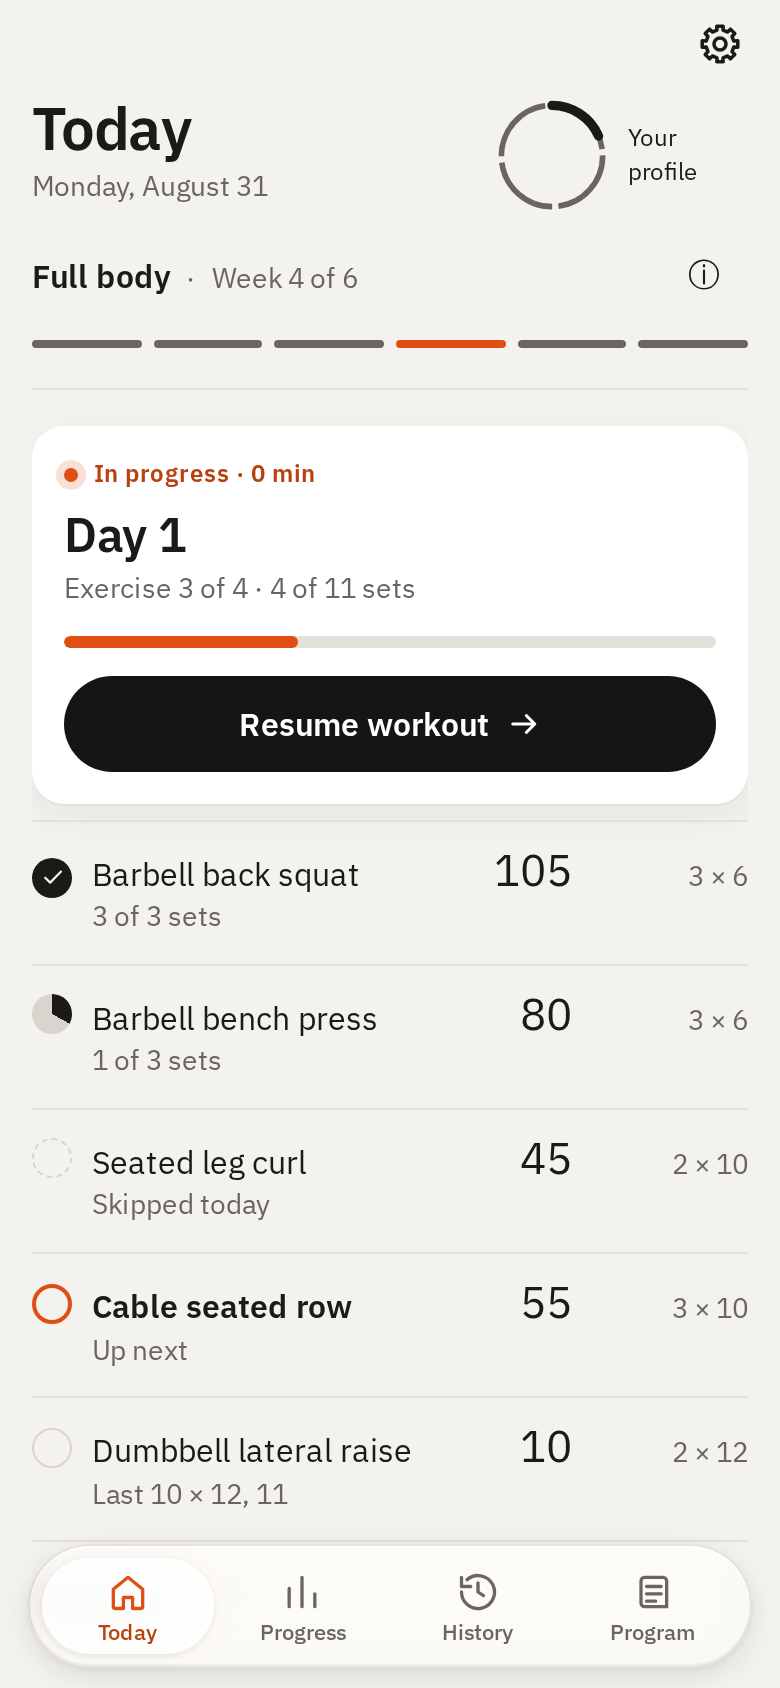 Today
Monday, August 31
Your
profile
Full body · Week 4 of 6
In progress · 0 min
Day 1
Exercise 3 of 4 · 4 of 11 sets
Resume workout →
Barbell back squat 105 3 × 6
3 of 3 sets
Barbell bench press 80 3 × 6
1 of 3 sets
Seated leg curl 45 2 × 10
Skipped today
Cable seated row 55 3 × 10
Up next
Dumbbell lateral raise 10 2 × 12
Last 10 × 12, 11
Today Progress History Program